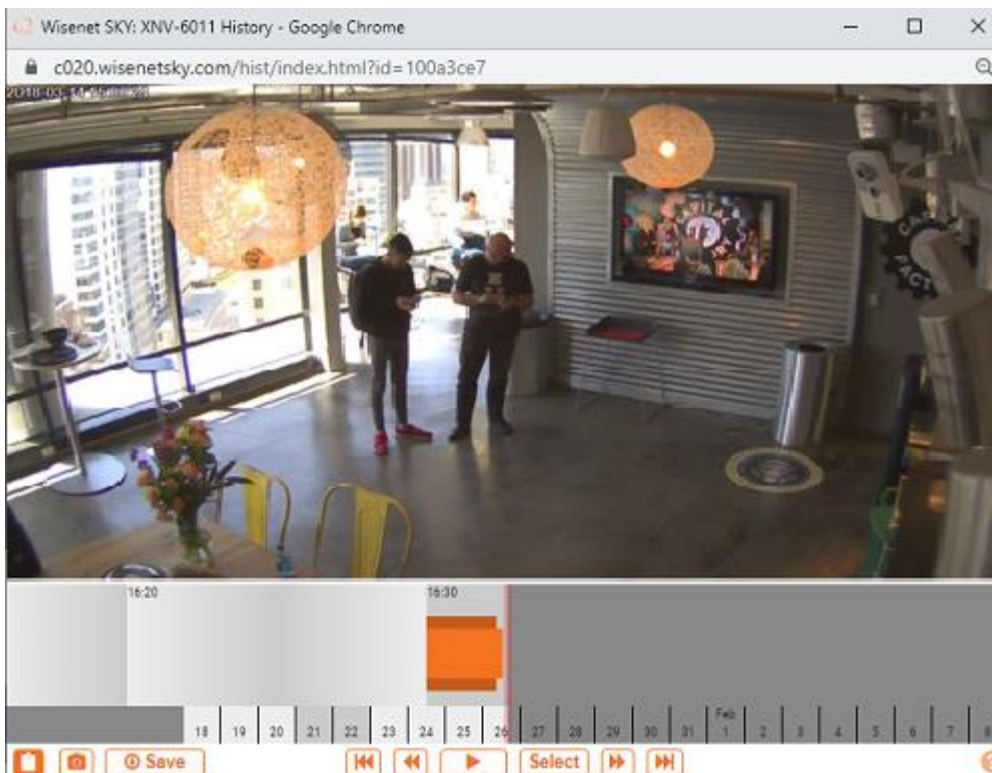 Wisenet SKY: XNV-6011 History - Google Chrome
c020.wisenetsky.com/hist/index.html?id=100a3ce7
FACT
16:20
16:30
18 19 20 21 22 23 24 25 26 27 28 29 30 31 Feb 1 2 3 4 5 6 7 8
Save
Select